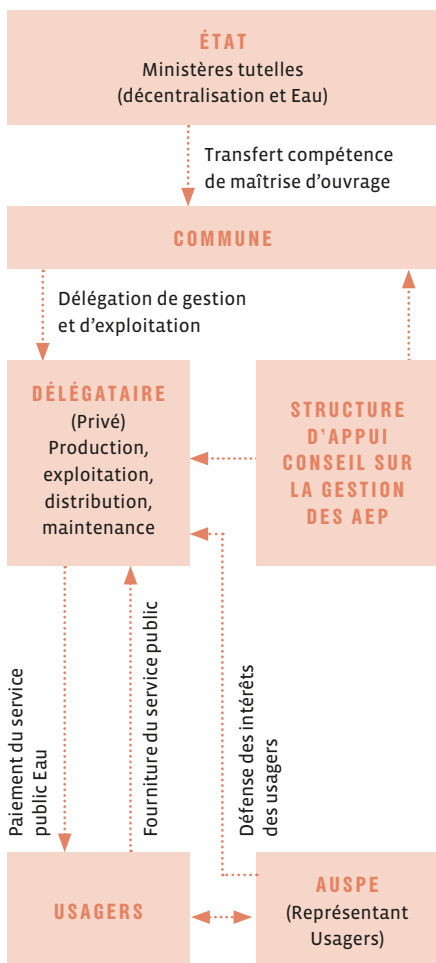 ÉTAT
Ministères tutelles
(décentralisation et Eau)
Transfert compétence
de maîtrise d'ouvrage
COMMUNE
Délégation de gestion
et d'exploitation
DÉLÉGATAIRE
(Privé)
Production,
exploitation,
distribution,
maintenance
STRUCTURE
D'APPUI
CONSEIL SUR
LA GESTION
DES AEP
Paiement du service
public Eau
Fourniture du service public
Défense des intérêts
des usagers
USAGERS
AUSPE
(Représentant
Usagers)